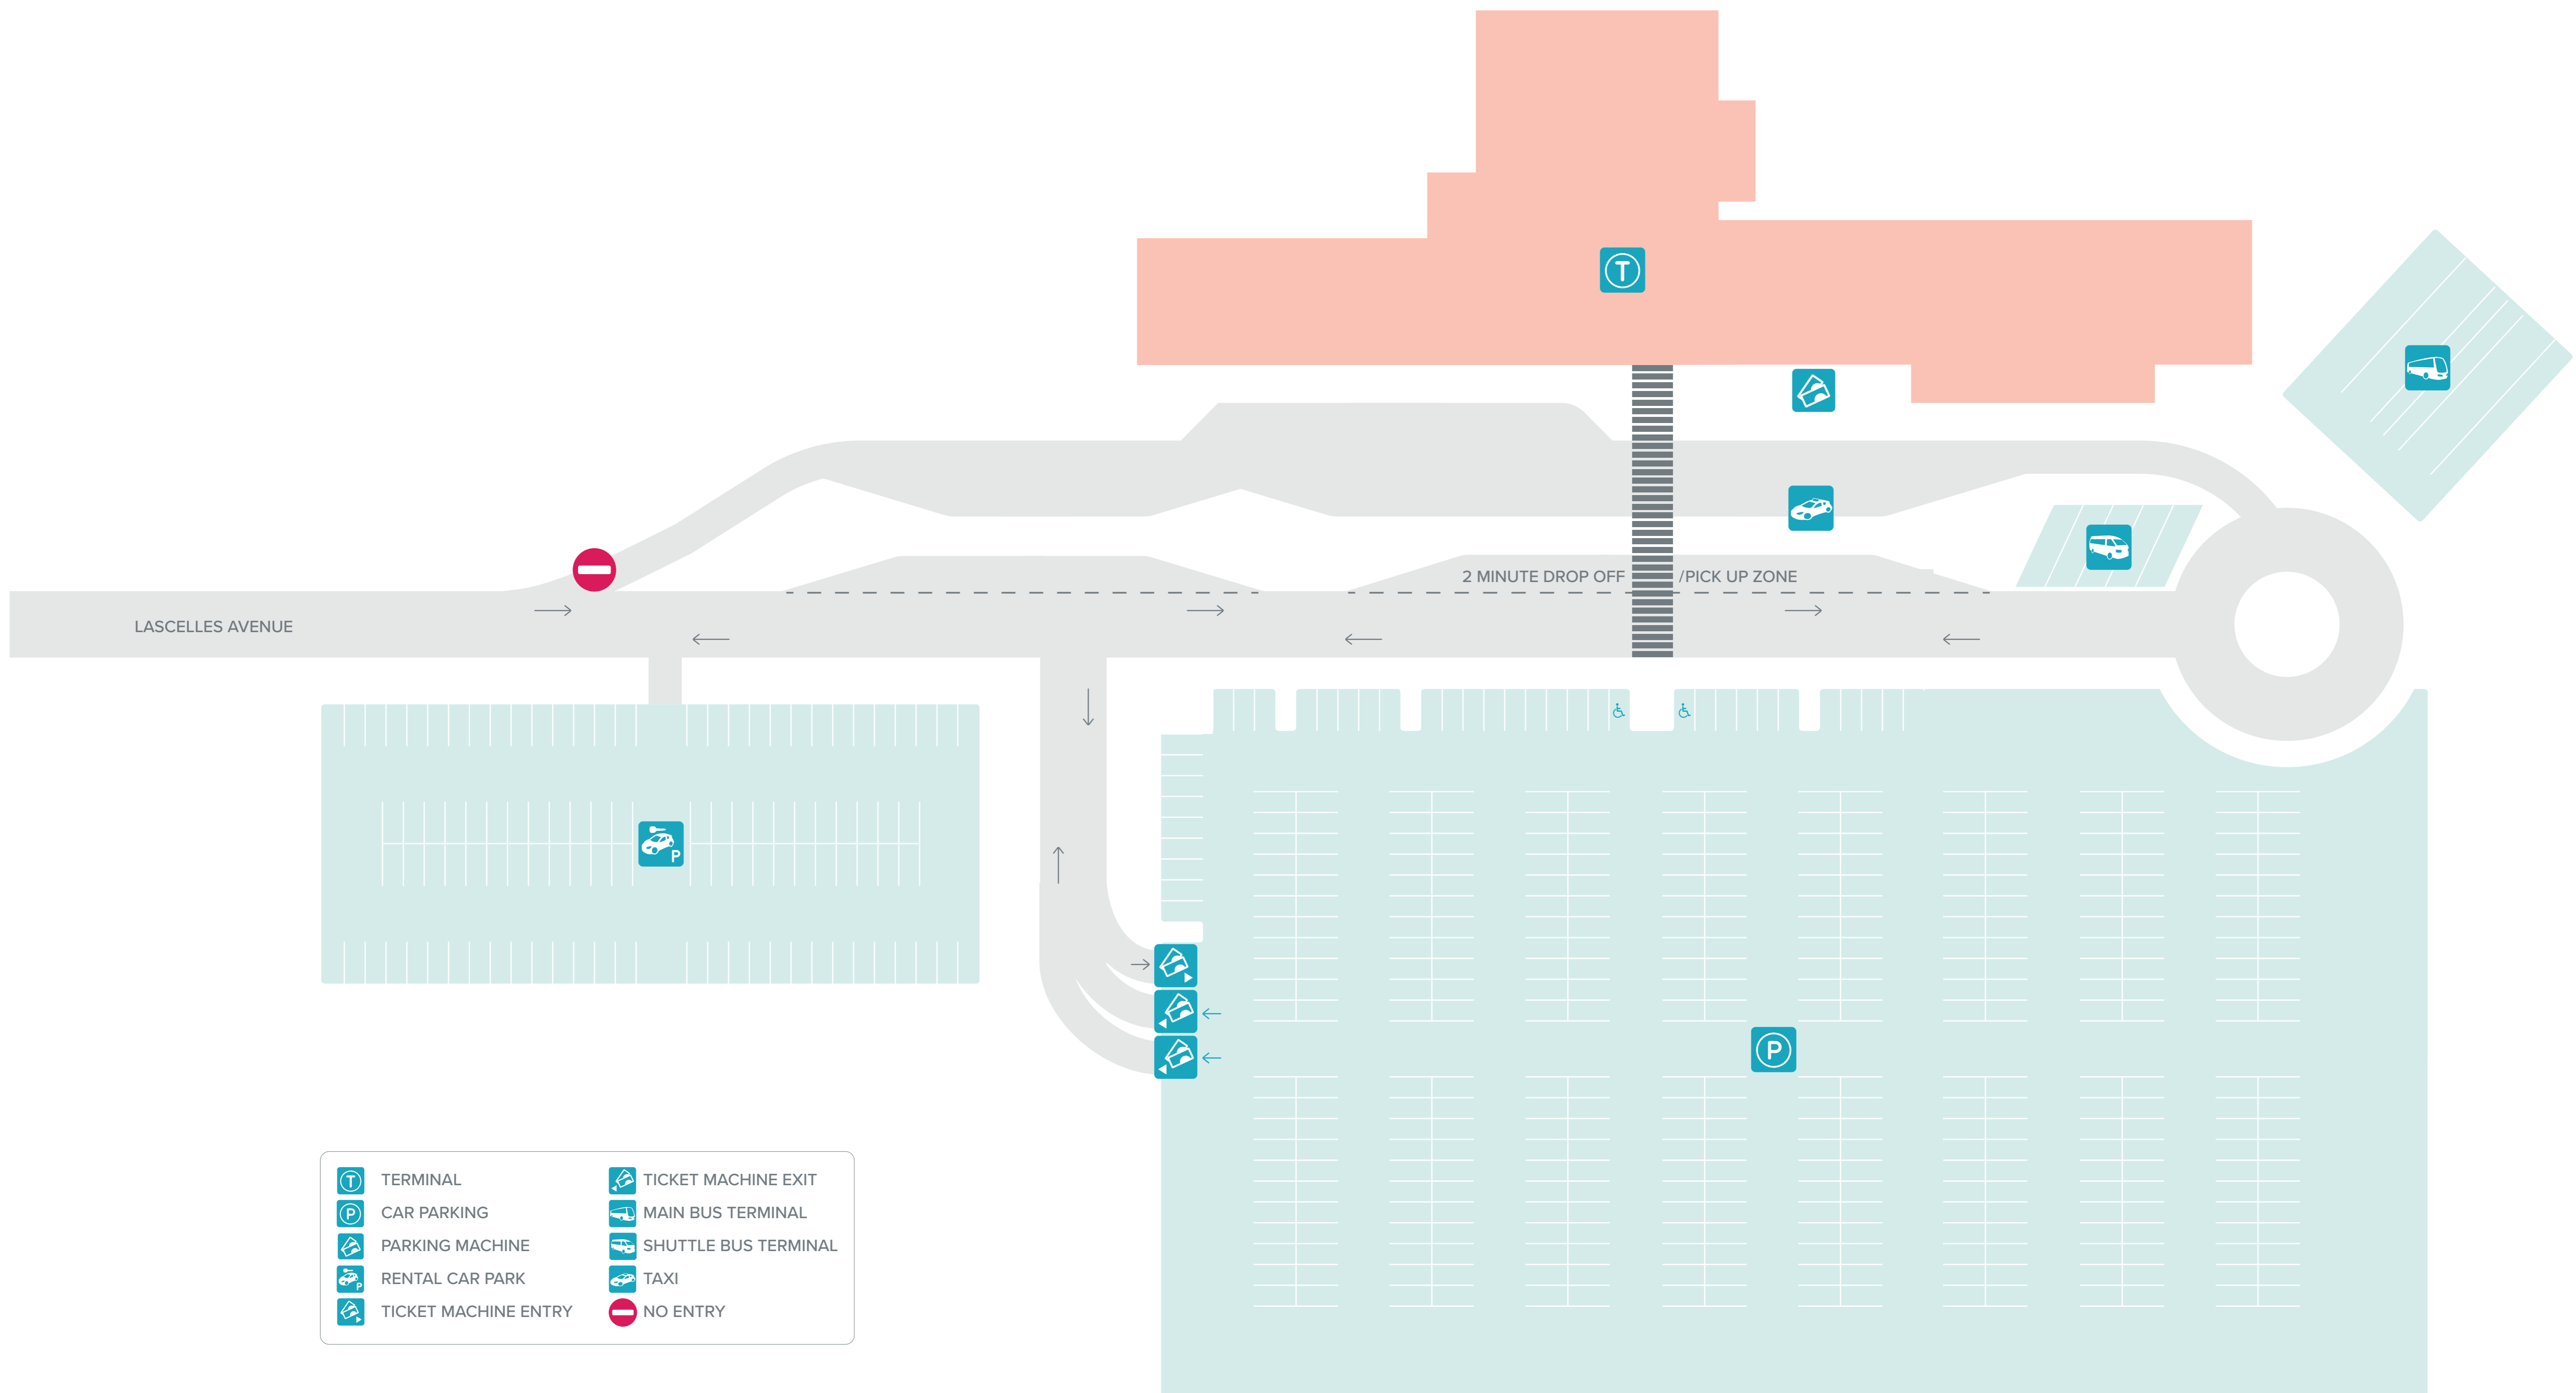 T
2 MINUTE DROP OFF /PICK UP ZONE
LASCELLES AVENUE
P
P
T TERMINAL
P CAR PARKING
PARKING MACHINE
P RENTAL CAR PARK
TICKET MACHINE ENTRY
TICKET MACHINE EXIT
MAIN BUS TERMINAL
SHUTTLE BUS TERMINAL
TAXI
NO ENTRY